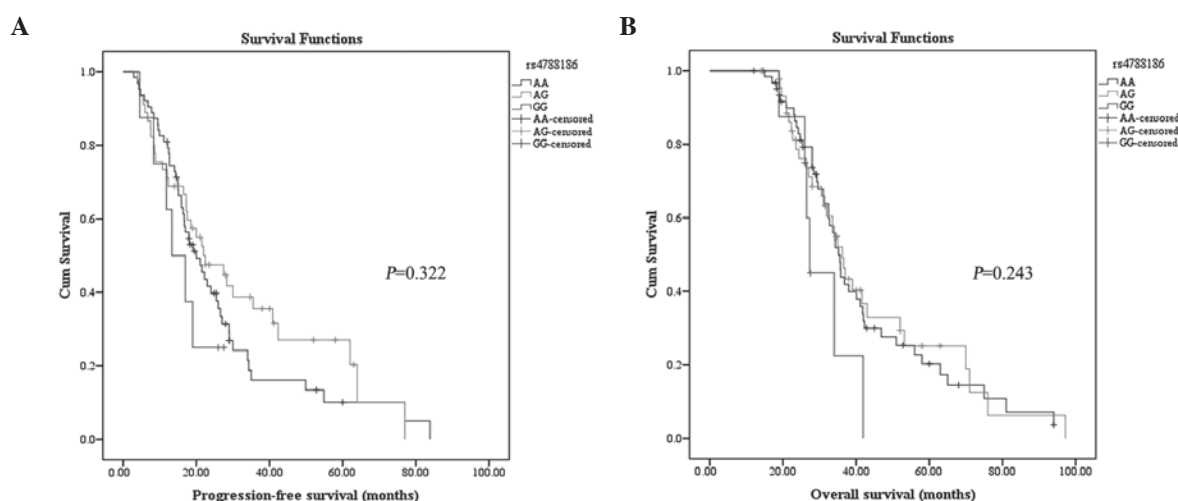 A
Survival Functions
rs4788186
AA
AG
GG
AA-censored
AG-censored
GG-censored
1.0
0.8
0.6
0.4
0.2
0.0
Cum Survival
P=0.322
0.00 20.00 40.00 60.00 80.00 100.00
Progression-free survival (months)
B
Survival Functions
rs4788186
AA
AG
GG
AA-censored
AG-censored
GG-censored
1.0
0.8
0.6
0.4
0.2
0.0
Cum Survival
P=0.243
0.00 20.00 40.00 60.00 80.00 100.00
Overall survival (months)